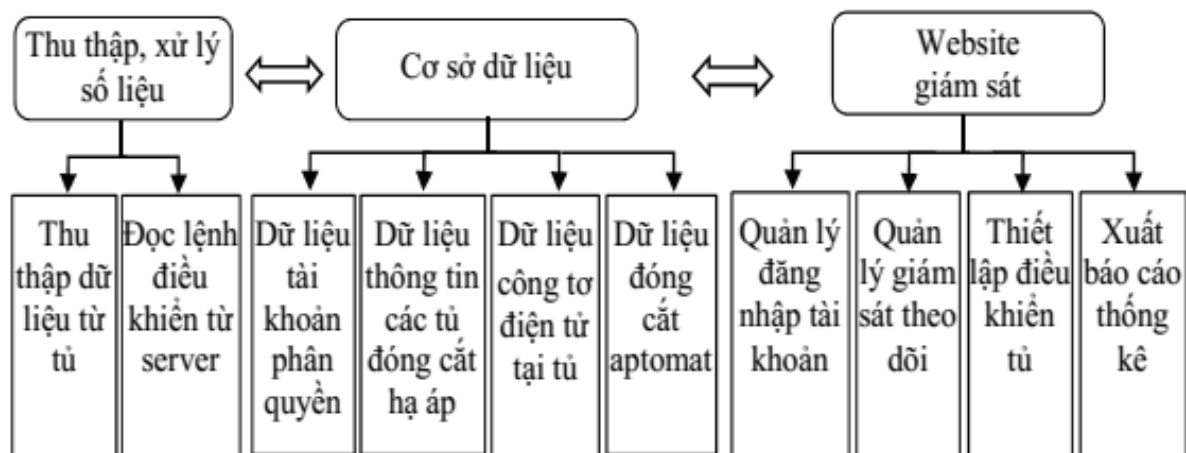 Thu thập, xử lý
số liệu
Cơ sở dữ liệu
Website
giám sát
Thu
thập dữ
liệu từ
tủ
Đọc lệnh
điều
khiển từ
server
Dữ liệu
tài
khoản
phân
quyền
Dữ liệu
thông tin
các tủ
đóng cắt
hạ áp
Dữ liệu
công tơ
điện tử
tại tủ
Dữ liệu
đóng
cắt
aptomat
Quản lý
đăng
nhập tài
khoản
Quản
lý giám
sát theo
dõi
Thiết
lập điều
khiển
tủ
Xuất
báo cáo
thống
kê